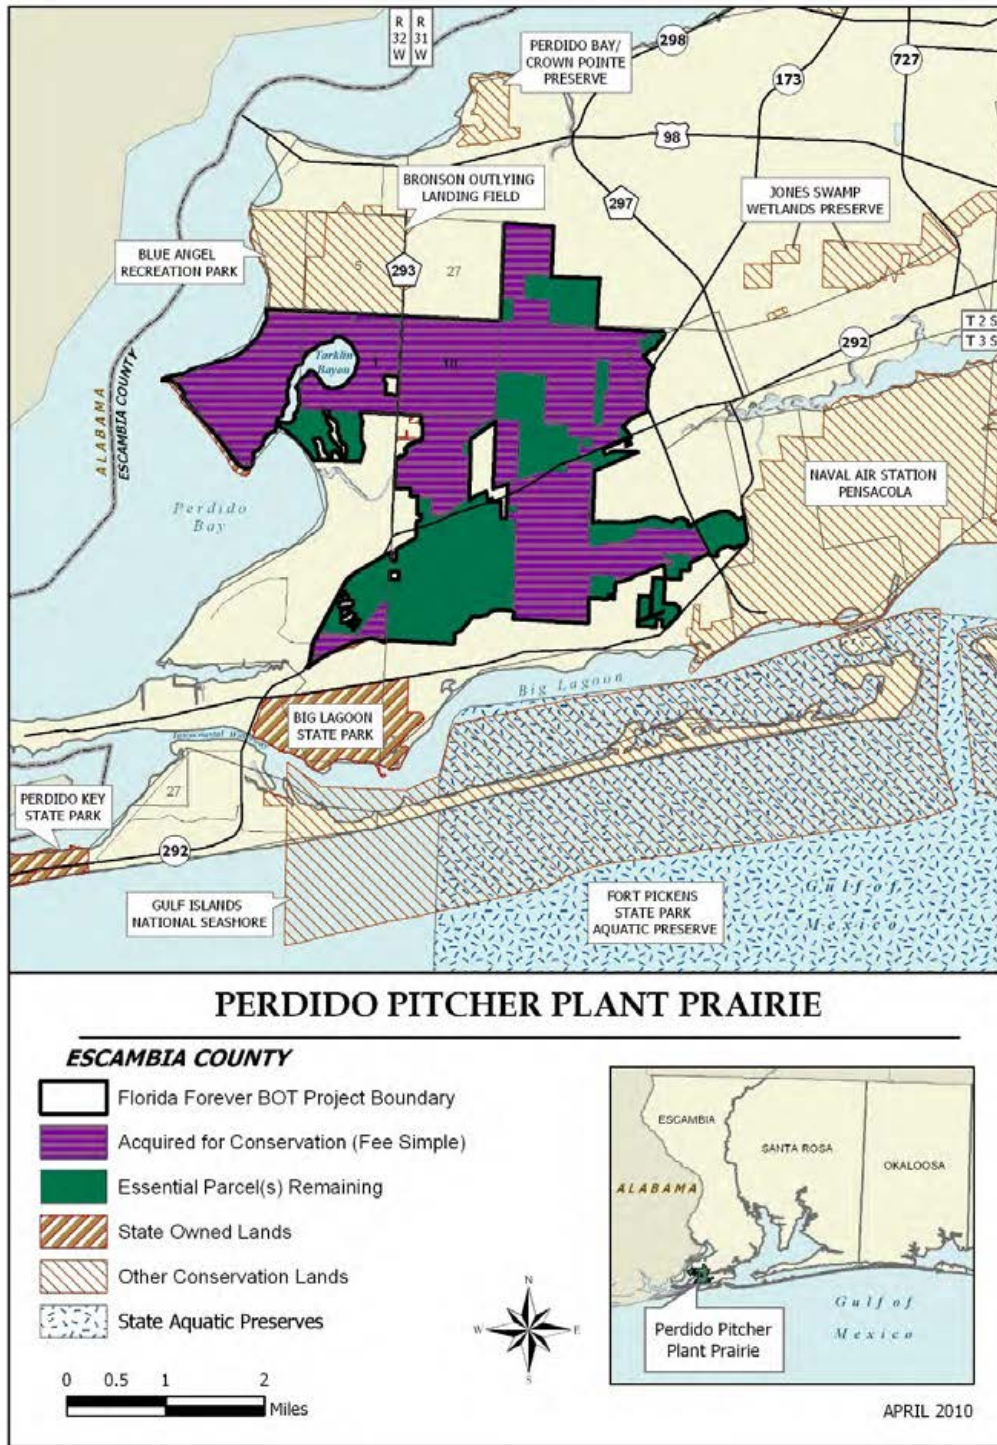 R
32
W
R
31
W
PERDIDO BAY/
CROWN POINTE
PRESERVE
298
173
727
98
BRONSON OUTLYING
LANDING FIELD
JONES SWAMP
WETLANDS PRESERVE
297
BLUE ANGEL
RECREATION PARK
5
293
27
T 2 S
T 3 S
292
Tarklin
Bayou
1
10
ALABAMA
ESCAMBIA COUNTY
NAVAL AIR STATION
PENSACOLA
Perdido
Bay
Big Lagoon
BIG LAGOON
STATE PARK
PERDIDO KEY
STATE PARK
27
292
GULF ISLANDS
NATIONAL SEASHORE
FORT PICKENS
STATE PARK
AQUATIC PRESERVE
Gulf of
Mexico
PERDIDO PITCHER PLANT PRAIRIE
ESCAMBIA COUNTY
Florida Forever BOT Project Boundary
Acquired for Conservation (Fee Simple)
Essential Parcel(s) Remaining
State Owned Lands
Other Conservation Lands
State Aquatic Preserves
0 0.5 1 2
Miles
N
W E
S
ESCAMBIA
SANTA ROSA
OKALOOSA
ALABAMA
Gulf of
Mexico
Perdido Pitcher
Plant Prairie
APRIL 2010